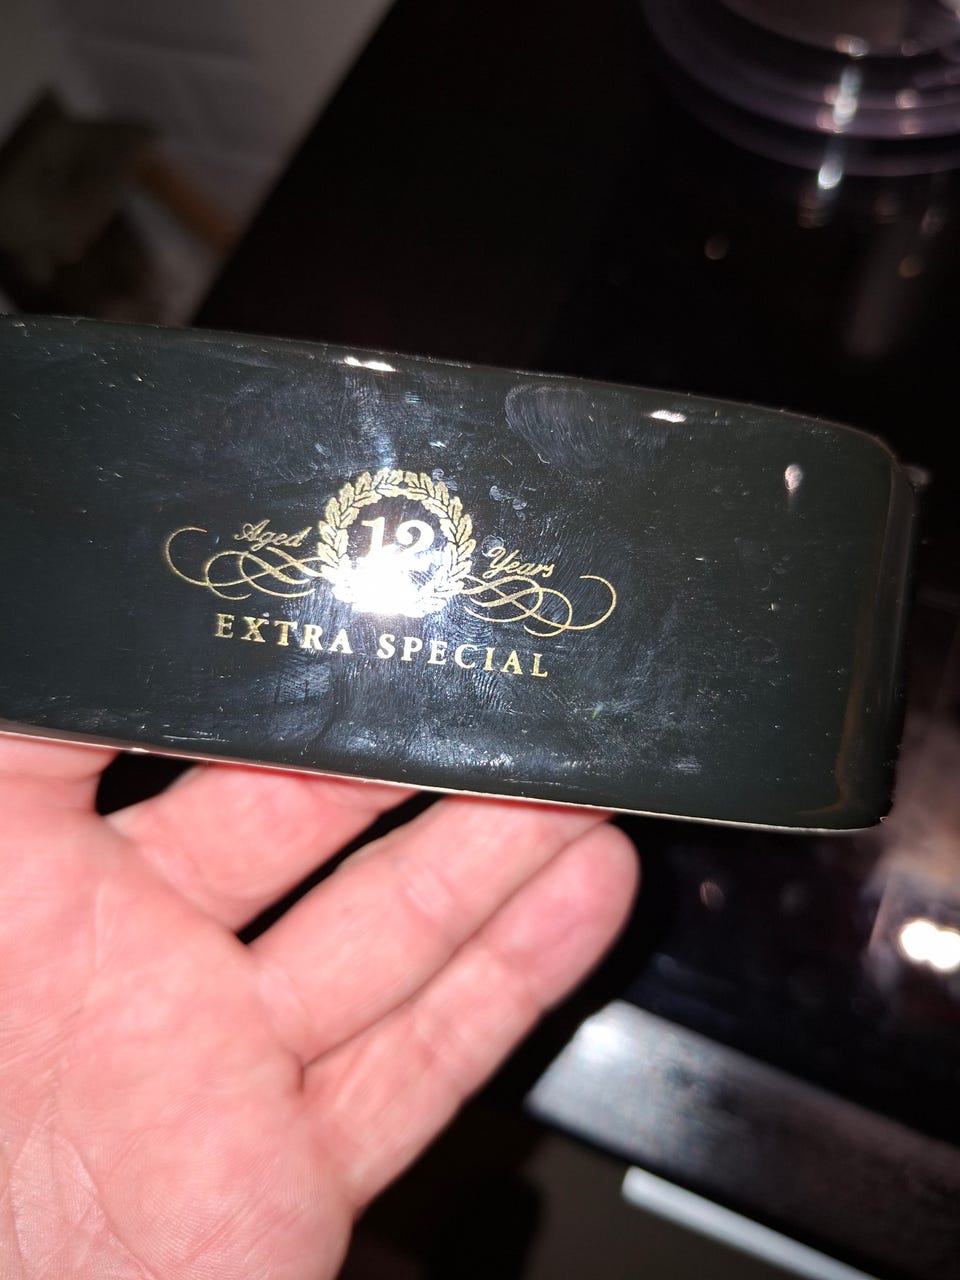 Aged 12 Years
EXTRA SPECIAL